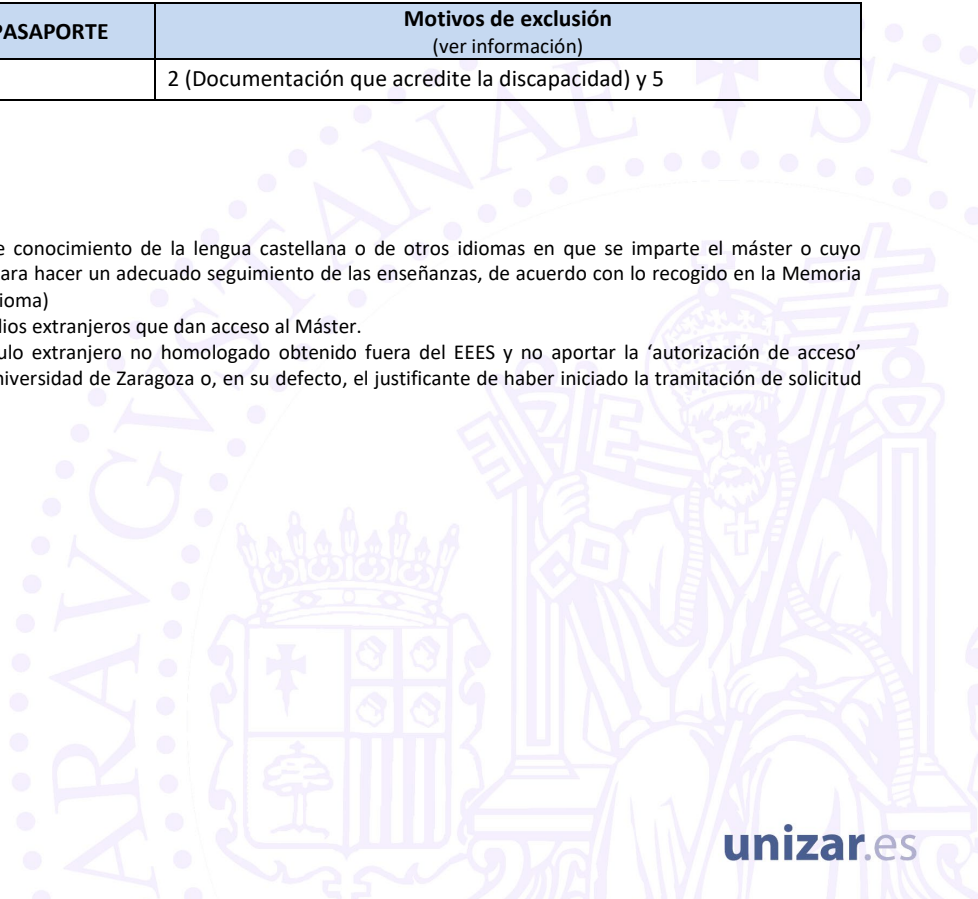 PASAPORTE
Motivos de exclusión
(ver información)
2 (Documentación que acredite la discapacidad) y 5
e conocimiento de la lengua castellana o de otros idiomas en que se imparte el máster o cuyo
ara hacer un adecuado seguimiento de las enseñanzas, de acuerdo con lo recogido en la Memoria
ioma)
lios extranjeros que dan acceso al Máster.
ulo extranjero no homologado obtenido fuera del EEES y no aportar la ‘autorización de acceso’
niversidad de Zaragoza o, en su defecto, el justificante de haber iniciado la tramitación de solicitud
ARAVGVSTANAE ST
unizar.es